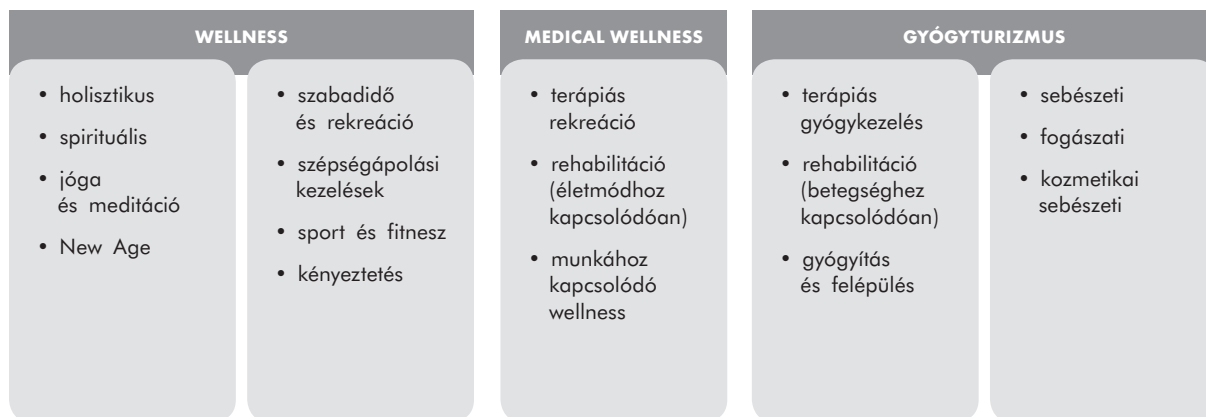 WELLNESS
• holisztikus
• spirituális
• jóga
és meditáció
• New Age
• szabadidő
és rekreáció
• szépségápolási
kezelések
• sport és fitnesz
• kényeztetés
MEDICAL WELLNESS
• terápiás
rekreáció
• rehabilitáció
(életmódhoz
kapcsolódóan)
• munkához
kapcsolódó
wellness
GYÓGYTURIZMUS
• terápiás
gyógykezelés
• rehabilitáció
(betegséghez
kapcsolódóan)
• gyógyítás
és felépülés
• sebészeti
• fogászati
• kozmetikai
sebészeti